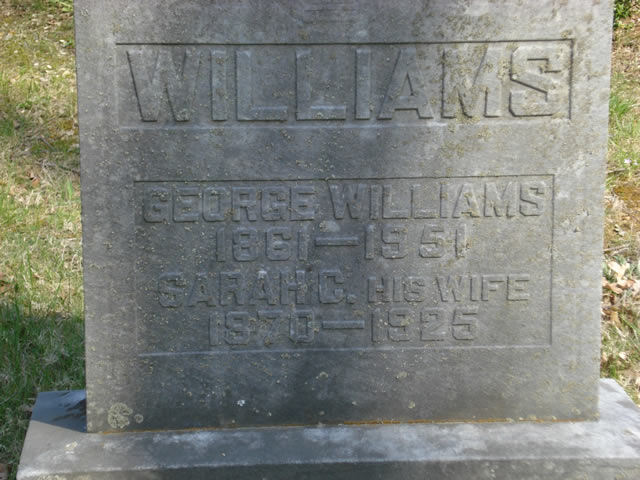 WILLIAMS
GEORGE WILLIAMS
1861—1951
SARAH C. HIS WIFE
1870—1925